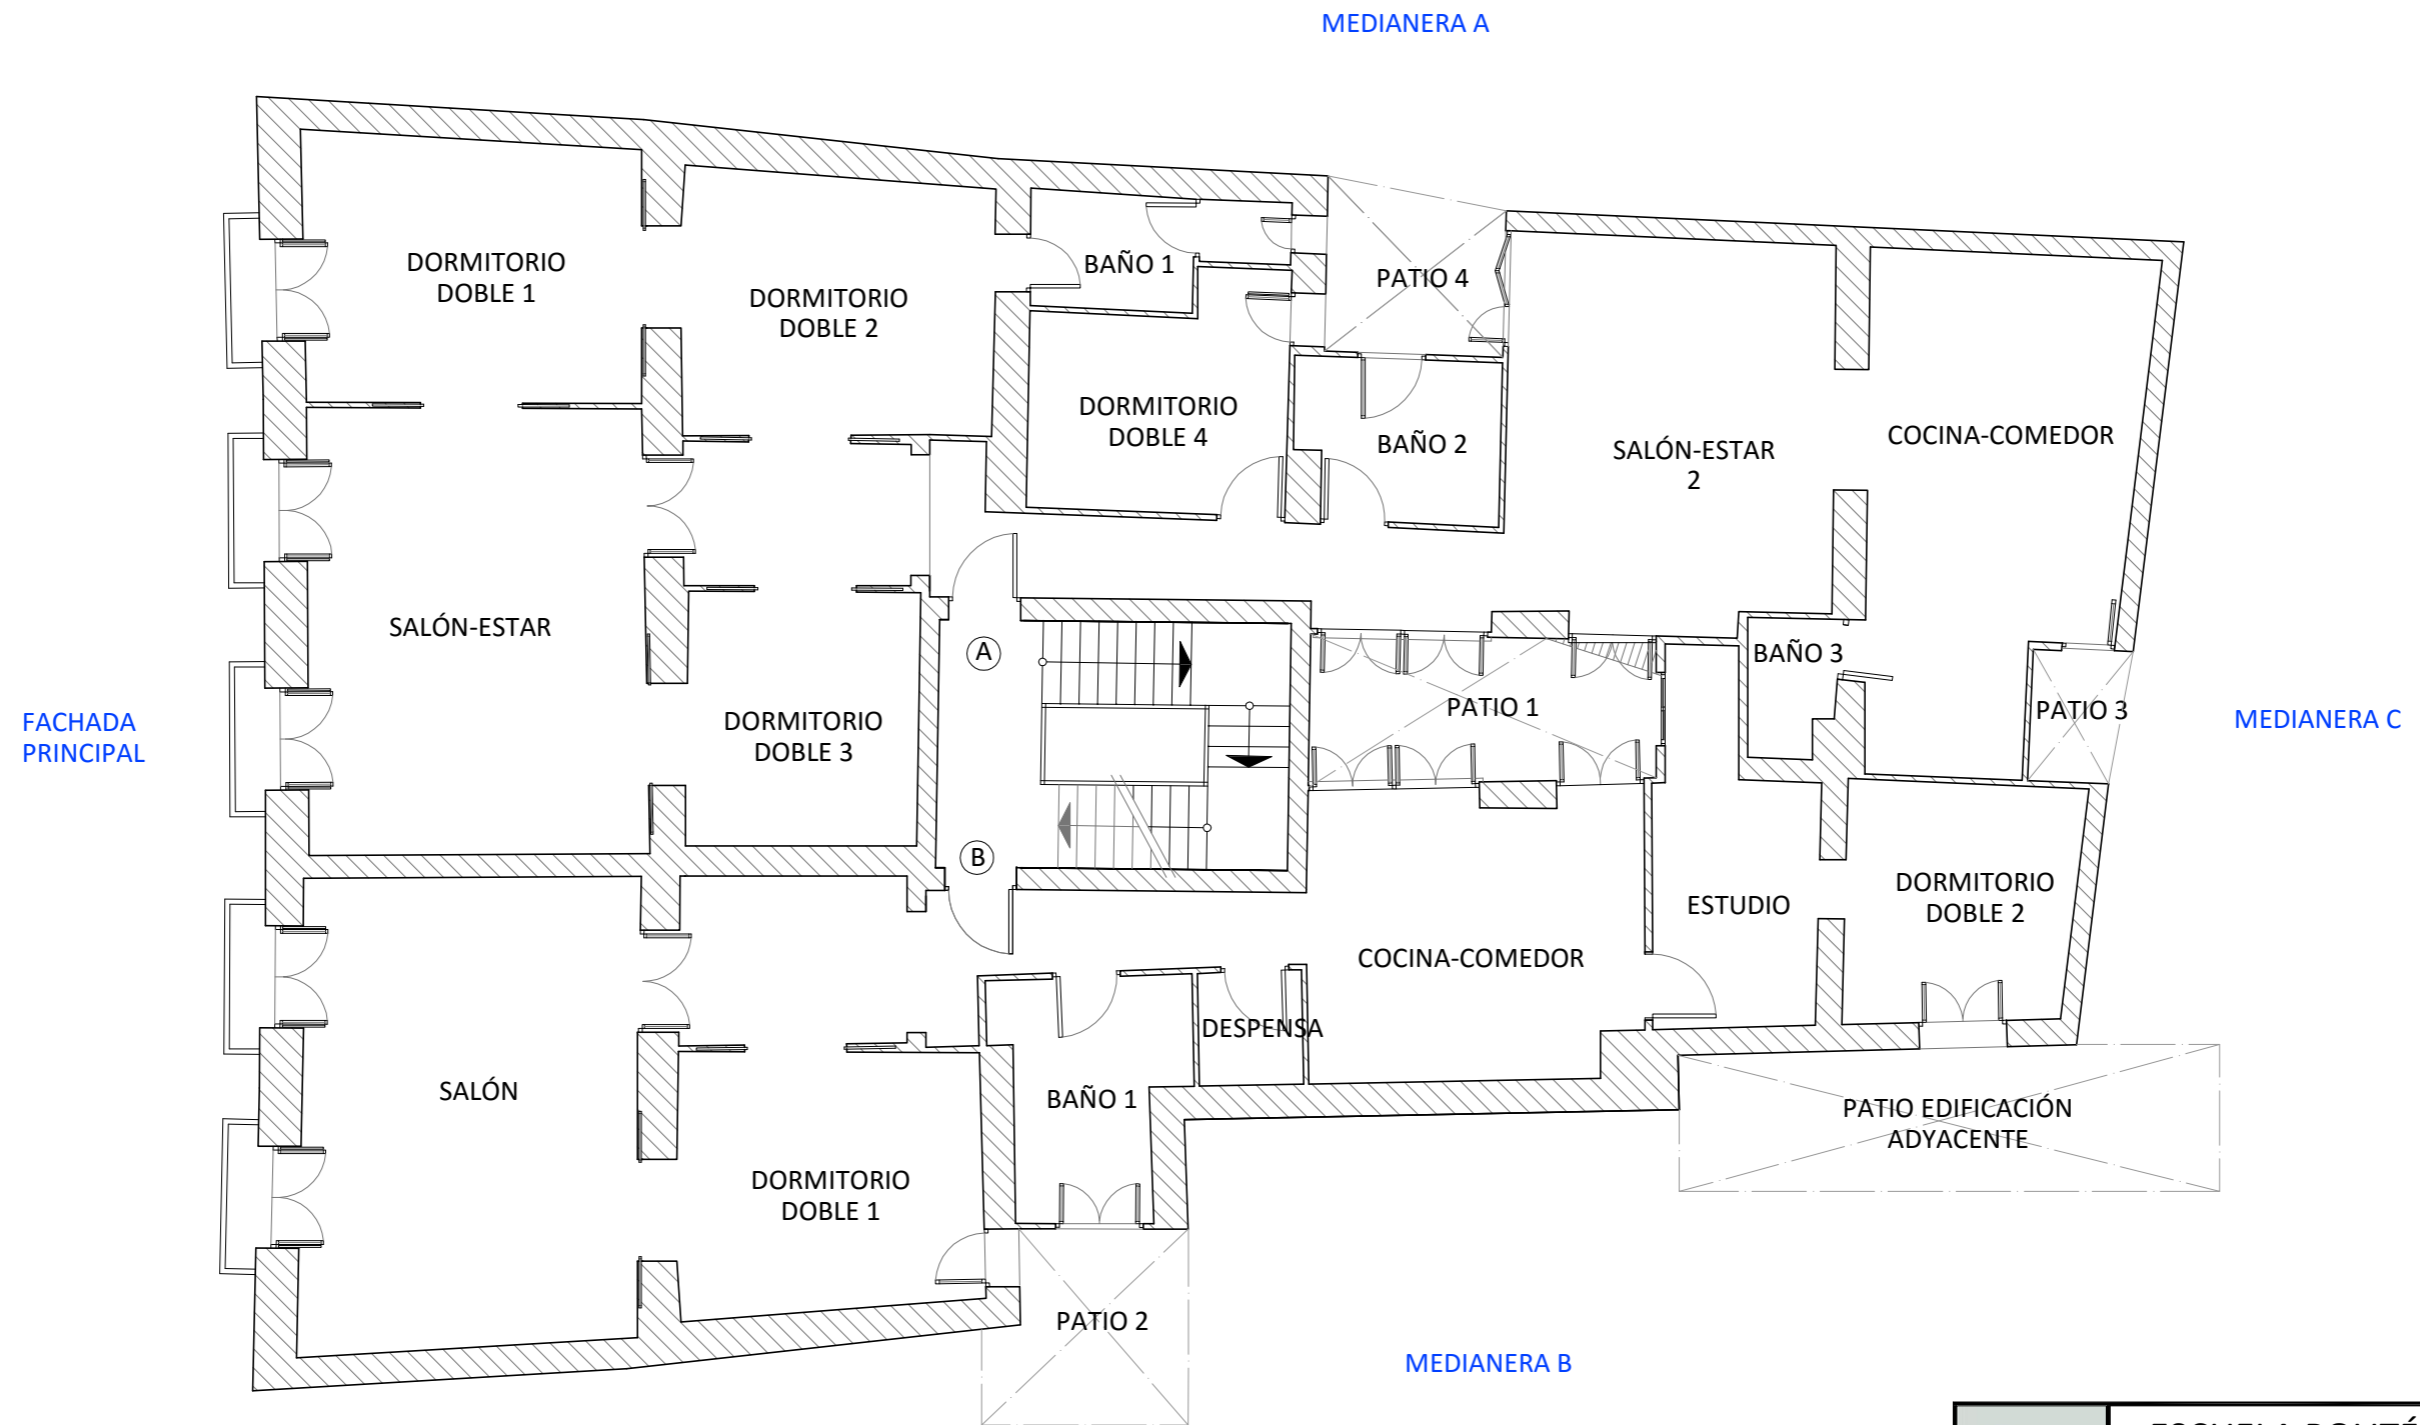 MEDIANERA A
DORMITORIO
DOBLE 1
DORMITORIO
DOBLE 2
BAÑO 1
PATIO 4
DORMITORIO
DOBLE 4
BAÑO 2
SALÓN-ESTAR
2
COCINA-COMEDOR
SALÓN-ESTAR
A
BAÑO 3
PATIO 1
PATIO 3
FACHADA
PRINCIPAL
MEDIANERA C
DORMITORIO
DOBLE 3
B
DORMITORIO
DOBLE 2
ESTUDIO
COCINA-COMEDOR
DESPENSA
SALÓN
BAÑO 1
PATIO EDIFICACIÓN
ADYACENTE
DORMITORIO
DOBLE 1
PATIO 2
MEDIANERA B